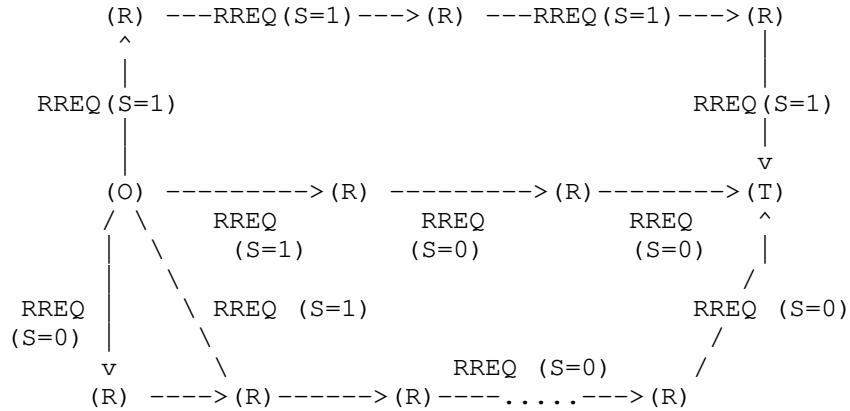 (R) ---RREQ(S=1)--->(R) ---RREQ(S=1)--->(R)
^ |
| |
RREQ(S=1) RREQ(S=1)
| |
| v
(O) --------->(R) --------->(R)-------->(T)
/ \ RREQ RREQ RREQ ^
| \ (S=1) (S=0) (S=0) |
| \ /
RREQ | \ RREQ (S=1) RREQ (S=0)
(S=0) | \ /
v \ RREQ (S=0) /
(R) ---->(R)------>(R)----.....--->(R)